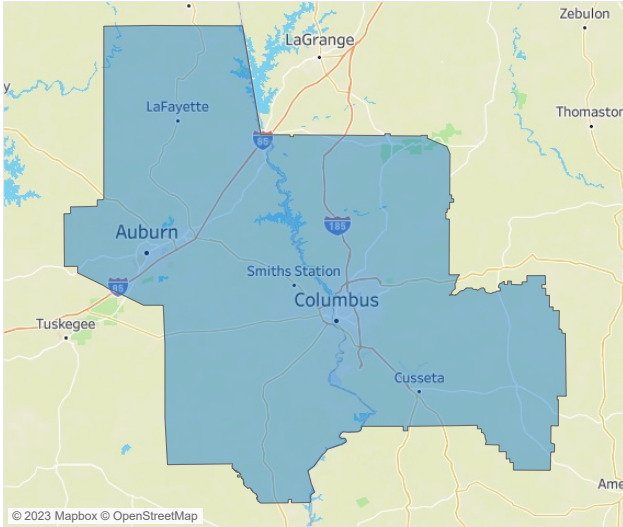 Zebulon
LaGrange
y
LaFayette
Thomaston
85
185
Auburn
Smiths Station
85
Columbus
Tuskegee
Cusseta
Ame
© 2023 Mapbox © OpenStreetMap